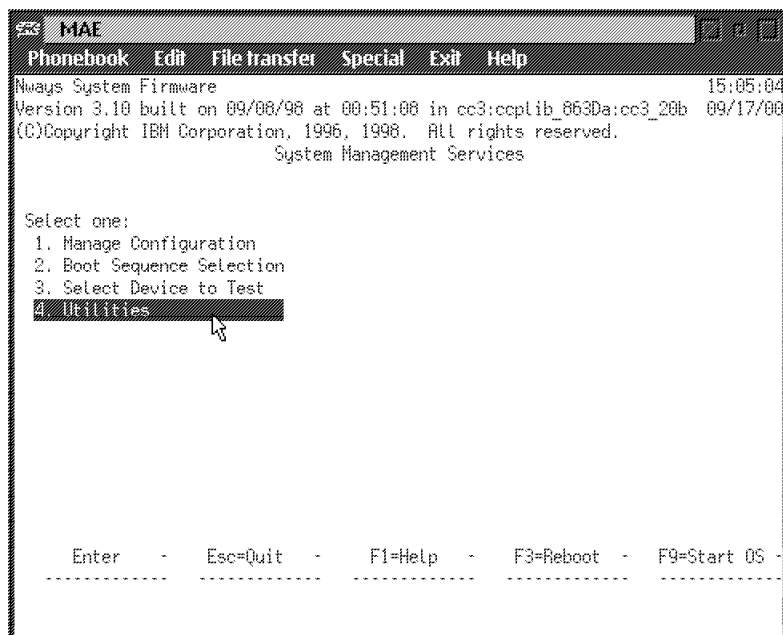 MAE
Phonebook Edit File transfer Special Exit Help
Nways System Firmware 15:05:04
Version 3.10 built on 09/08/98 at 00:51:08 in cc3:ccplib_863Da:cc3_20b 09/17/00
(C)Copyright IBM Corporation, 1996, 1998. All rights reserved.
System Management Services
Select one:
1. Manage Configuration
2. Boot Sequence Selection
3. Select Device to Test
4. Utilities
Enter - Esc=Quit - F1=Help - F3=Reboot - F9=Start OS -